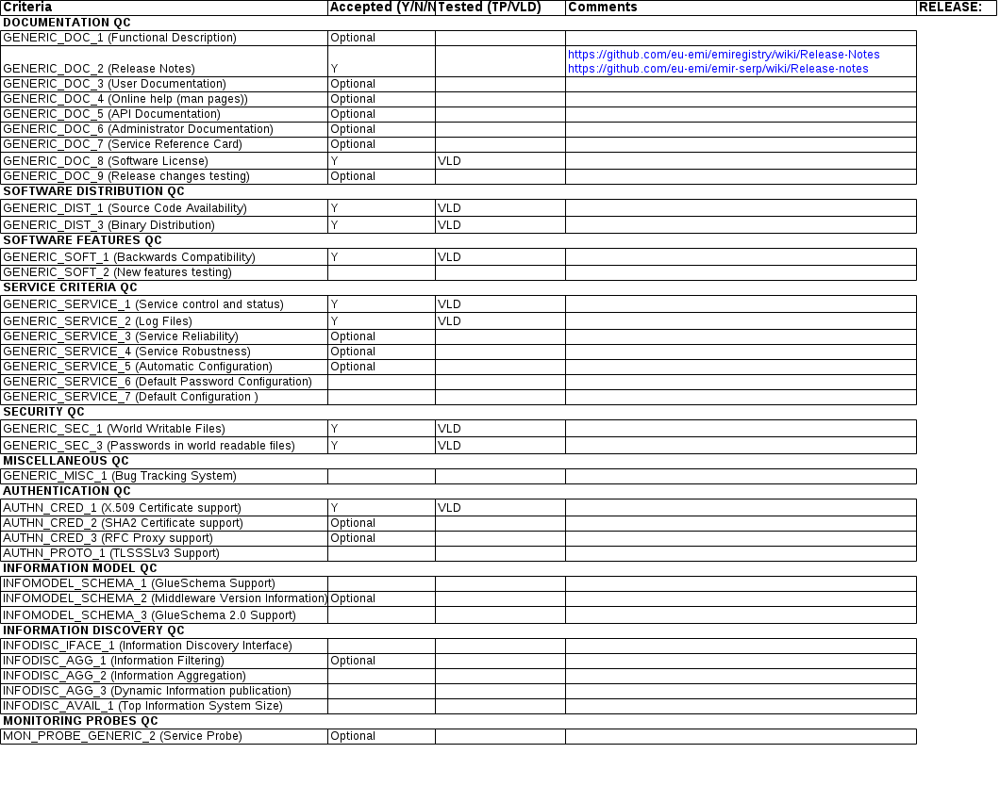 Criteria Accepted (Y/N/N Tested (TP/VLD) Comments RELEASE:
DOCUMENTATION QC
GENERIC_DOC_1 (Functional Description) Optional
https://github.com/eu-emi/emiregistry/wiki/Release-Notes
GENERIC_DOC_2 (Release Notes) Y https://github.com/eu-emi/emir-serp/wiki/Release-notes
GENERIC_DOC_3 (User Documentation) Optional
GENERIC_DOC_4 (Online help (man pages)) Optional
GENERIC_DOC_5 (API Documentation) Optional
GENERIC_DOC_6 (Administrator Documentation) Optional
GENERIC_DOC_7 (Service Reference Card) Optional
GENERIC_DOC_8 (Software License) Y VLD
GENERIC_DOC_9 (Release changes testing) Optional
SOFTWARE DISTRIBUTION QC
GENERIC_DIST_1 (Source Code Availability) Y VLD
GENERIC_DIST_3 (Binary Distribution) Y VLD
SOFTWARE FEATURES QC
GENERIC_SOFT_1 (Backwards Compatibility) Y VLD
GENERIC_SOFT_2 (New features testing)
SERVICE CRITERIA QC
GENERIC_SERVICE_1 (Service control and status) Y VLD
GENERIC_SERVICE_2 (Log Files) Y VLD
GENERIC_SERVICE_3 (Service Reliability) Optional
GENERIC_SERVICE_4 (Service Robustness) Optional
GENERIC_SERVICE_5 (Automatic Configuration) Optional
GENERIC_SERVICE_6 (Default Password Configuration)
GENERIC_SERVICE_7 (Default Configuration )
SECURITY QC
GENERIC_SEC_1 (World Writable Files) Y VLD
GENERIC_SEC_3 (Passwords in world readable files) Y VLD
MISCELLANEOUS QC
GENERIC_MISC_1 (Bug Tracking System)
AUTHENTICATION QC
AUTHN_CRED_1 (X.509 Certificate support) Y VLD
AUTHN_CRED_2 (SHA2 Certificate support) Optional
AUTHN_CRED_3 (RFC Proxy support) Optional
AUTHN_PROTO_1 (TLSSSLv3 Support)
INFORMATION MODEL QC
INFOMODEL_SCHEMA_1 (GlueSchema Support)
INFOMODEL_SCHEMA_2 (Middleware Version Information) Optional
INFOMODEL_SCHEMA_3 (GlueSchema 2.0 Support)
INFORMATION DISCOVERY QC
INFODISC_IFACE_1 (Information Discovery Interface)
INFODISC_AGG_1 (Information Filtering) Optional
INFODISC_AGG_2 (Information Aggregation)
INFODISC_AGG_3 (Dynamic Information publication)
INFODISC_AVAIL_1 (Top Information System Size)
MONITORING PROBES QC
MON_PROBE_GENERIC_2 (Service Probe) Optional